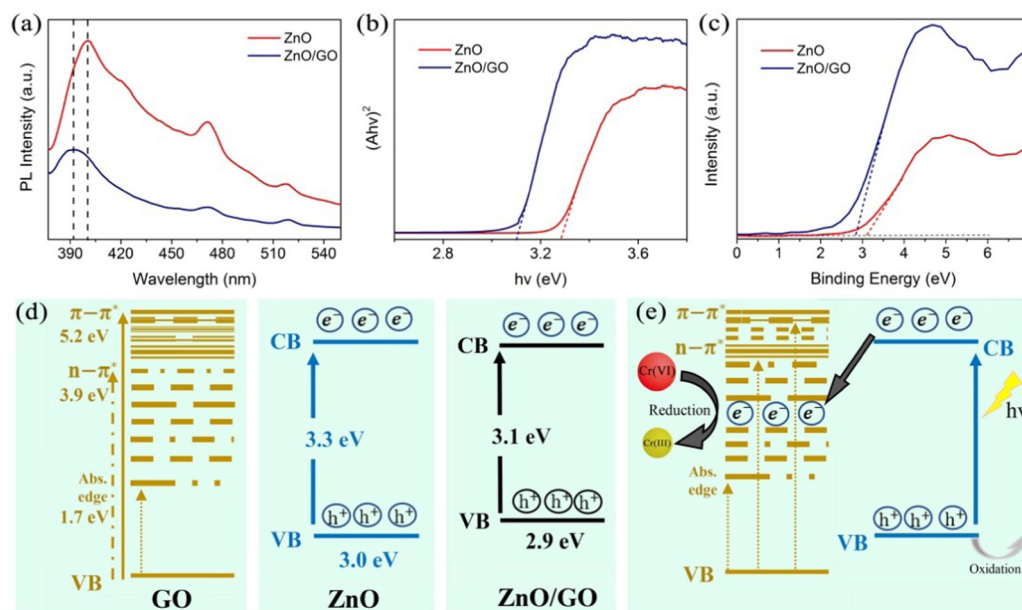 (a)
ZnO
ZnO/GO
PL Intensity (a.u.)
390 420 450 480 510 540
Wavelength (nm)
(b)
ZnO
ZnO/GO
(Ahv)²
2.8 3.2 3.6
hv (eV)
(c)
ZnO
ZnO/GO
Intensity (a.u.)
0 1 2 3 4 5 6
Binding Energy (eV)
(d)
π−π*
5.2 eV
n−π*
3.9 eV
Abs.
edge
1.7 eV
VB
GO
e⁻ e⁻ e⁻
CB
3.3 eV
h⁺ h⁺ h⁺
VB
3.0 eV
ZnO
e⁻ e⁻ e⁻
CB
3.1 eV
h⁺ h⁺ h⁺
VB
2.9 eV
ZnO/GO
(e)
π−π*
n−π*
Cr(VI)
Reduction
Cr(III)
e⁻ e⁻ e⁻
Abs.
edge
VB
e⁻ e⁻ e⁻
CB
hv
h⁺ h⁺ h⁺
VB
Oxidation